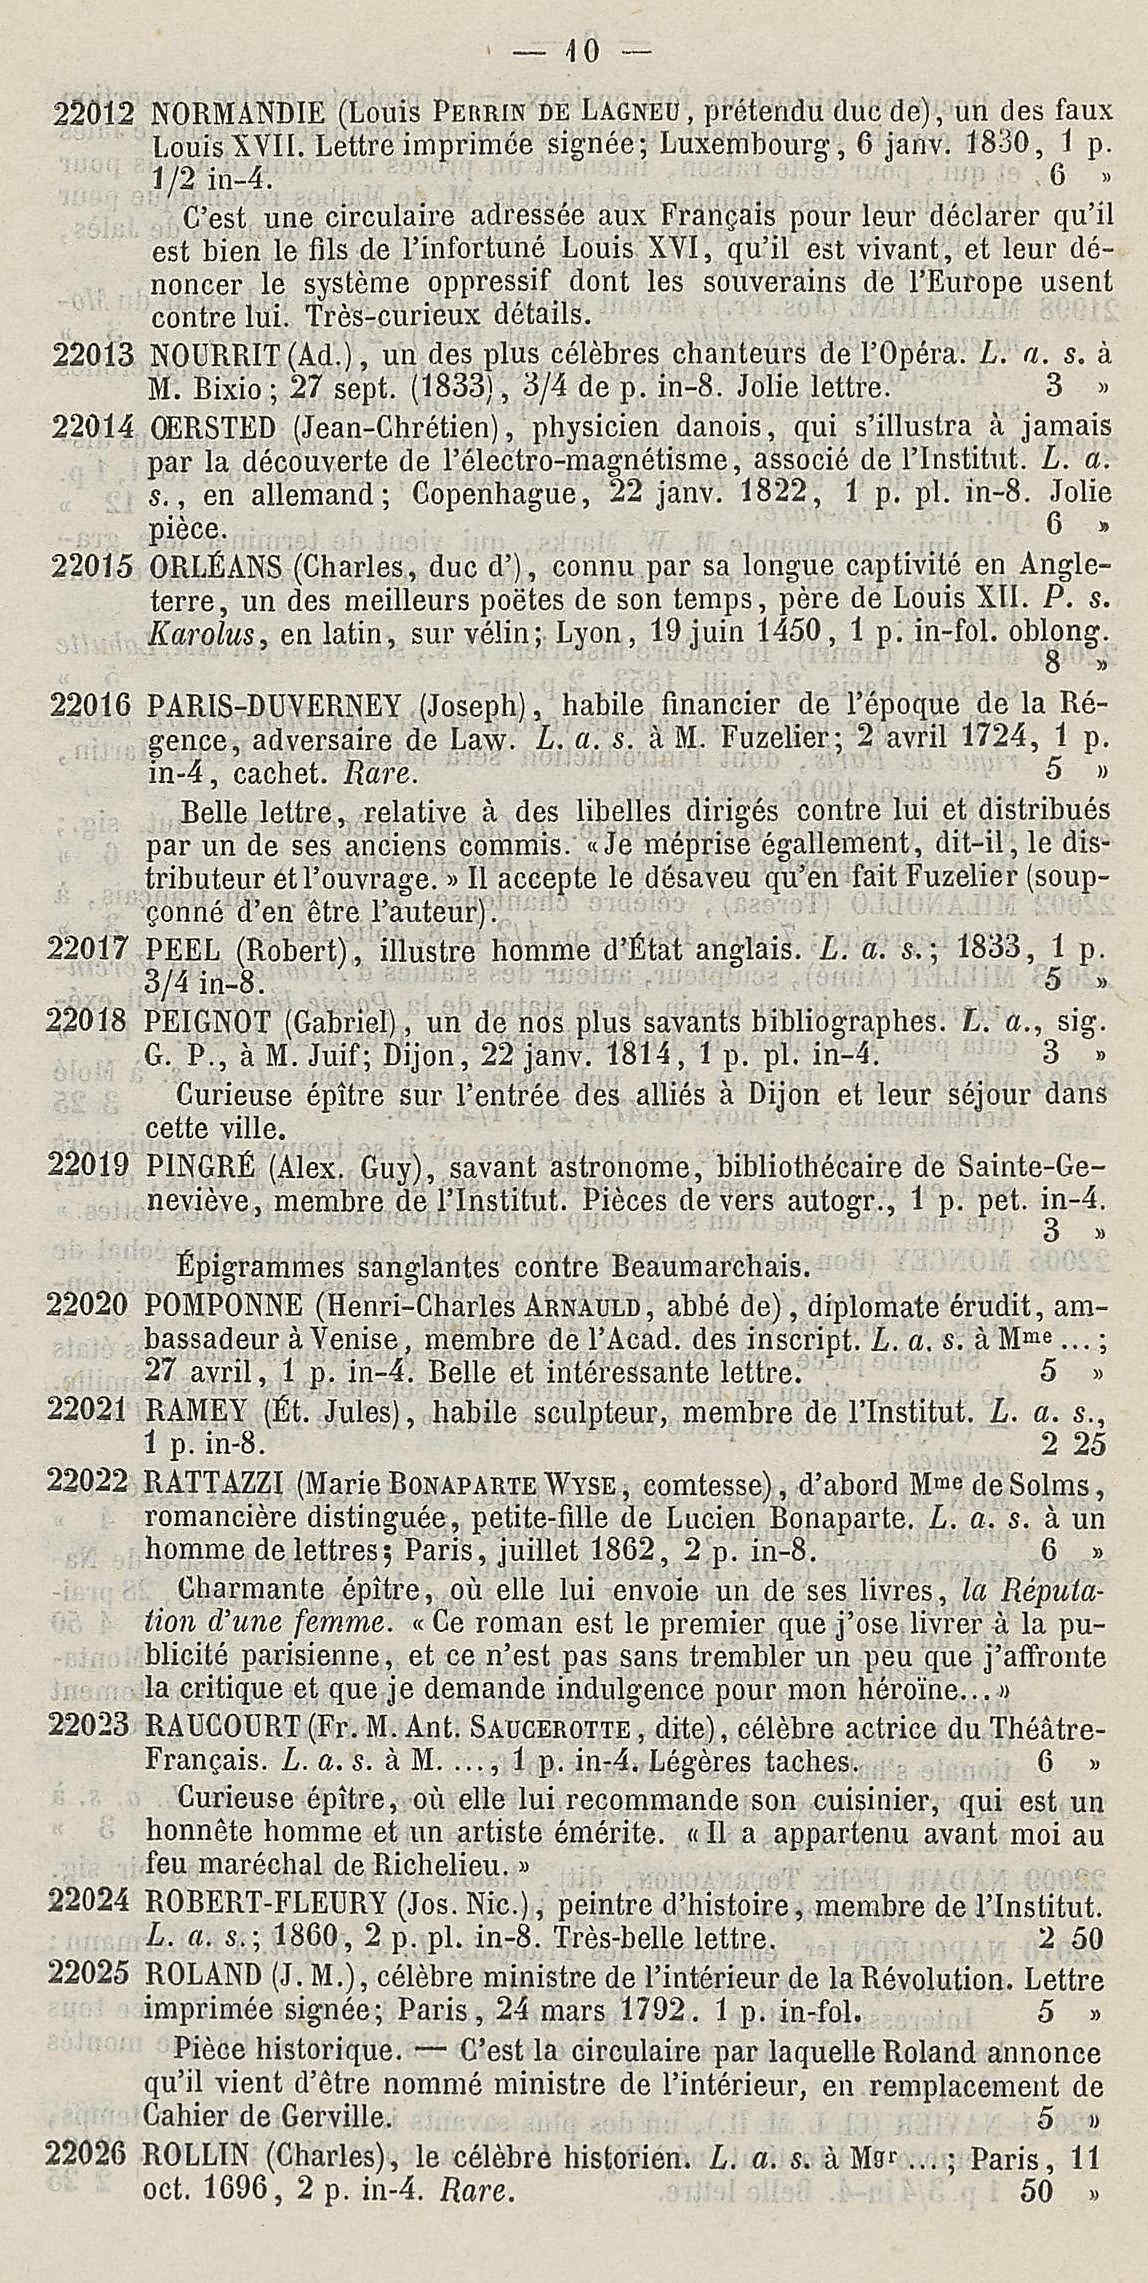 — 10 —
22012 NORMANDIE (Louis PERRIN DE LAGNEU, prétendu duc de), un des faux
Louis XVII. Lettre imprimée signée; Luxembourg, 6 janv. 1830, 1 p.
1/2 in-4. 6 »
C'est une circulaire adressée aux Français pour leur déclarer qu'il
est bien le fils de l'infortuné Louis XVI, qu'il est vivant, et leur dé-
noncer le système oppressif dont les souverains de l'Europe usent
contre lui. Très-curieux détails.
22013 NOURRIT (Ad.), un des plus célèbres chanteurs de l'Opéra. L. a. s. à
M. Bixio; 27 sept. (1833), 3/4 de p. in-8. Jolie lettre. 3 »
22014 ŒRSTED (Jean-Chrétien), physicien danois, qui s'illustra à jamais
par la découverte de l'électro-magnétisme, associé de l'Institut. L. a.
s., en allemand; Copenhague, 22 janv. 1822, 1 p. pl. in-8. Jolie
pièce. 6 »
22015 ORLÉANS (Charles, duc d'), connu par sa longue captivité en Angle-
terre, un des meilleurs poëtes de son temps, père de Louis XII. P. s.
Karolus, en latin, sur vélin; Lyon, 19 juin 1450, 1 p. in-fol. oblong.
8 »
22016 PARIS-DUVERNEY (Joseph), habile financier de l'époque de la Ré-
gence, adversaire de Law. L. a. s. à M. Fuzelier; 2 avril 1724, 1 p.
in-4, cachet. Rare. 5 »
Belle lettre, relative à des libelles dirigés contre lui et distribués
par un de ses anciens commis. «Je méprise égallement, dit-il, le dis-
tributeur et l'ouvrage.» Il accepte le désaveu qu'en fait Fuzelier (soup-
çonné d'en être l'auteur).
22017 PEEL (Robert), illustre homme d'État anglais. L. a. s.; 1833, 1 p.
3/4 in-8. 5 »
22018 PEIGNOT (Gabriel), un de nos plus savants bibliographes. L. a., sig.
G. P., à M. Juif; Dijon, 22 janv. 1814, 1 p. pl. in-4. 3 »
Curieuse épître sur l'entrée des alliés à Dijon et leur séjour dans
cette ville.
22019 PINGRÉ (Alex. Guy), savant astronome, bibliothécaire de Sainte-Ge-
neviève, membre de l'Institut. Pièces de vers autogr., 1 p. pet. in-4.
3 »
Épigrammes sanglantes contre Beaumarchais.
22020 POMPONNE (Henri-Charles ARNAULD, abbé de), diplomate érudit, am-
bassadeur à Venise, membre de l'Acad. des inscript. L. a. s. à Mme ...;
27 avril, 1 p. in-4. Belle et intéressante lettre. 5 »
22021 RAMEY (Ét. Jules), habile sculpteur, membre de l'Institut. L. a. s.,
1 p. in-8. 2 25
22022 RATTAZZI (Marie BONAPARTE WYSE, comtesse), d'abord Mme de Solms,
romancière distinguée, petite-fille de Lucien Bonaparte. L. a. s. à un
homme de lettres; Paris, juillet 1862, 2 p. in-8. 6 »
Charmante épître, où elle lui envoie un de ses livres, la Réputa-
tion d'une femme. «Ce roman est le premier que j'ose livrer à la pu-
blicité parisienne, et ce n'est pas sans trembler un peu que j'affronte
la critique et que je demande indulgence pour mon héroïne...»
22023 RAUCOURT (Fr. M. Ant. SAUCEROTTE, dite), célèbre actrice du Théâtre-
Français. L. a. s. à M. ..., 1 p. in-4. Légères taches. 6 »
Curieuse épître, où elle lui recommande son cuisinier, qui est un
honnête homme et un artiste émérite. «Il a appartenu avant moi au
feu maréchal de Richelieu.»
22024 ROBERT-FLEURY (Jos. Nic.), peintre d'histoire, membre de l'Institut.
L. a. s.; 1860, 2 p. pl. in-8. Très-belle lettre. 2 50
22025 ROLAND (J. M.), célèbre ministre de l'intérieur de la Révolution. Lettre
imprimée signée; Paris, 24 mars 1792. 1 p. in-fol. 5 »
Pièce historique. — C'est la circulaire par laquelle Roland annonce
qu'il vient d'être nommé ministre de l'intérieur, en remplacement de
Cahier de Gerville. 5 »
22026 ROLLIN (Charles), le célèbre historien. L. a. s. à Mgr ...; Paris, 11
oct. 1696, 2 p. in-4. Rare. 50 »